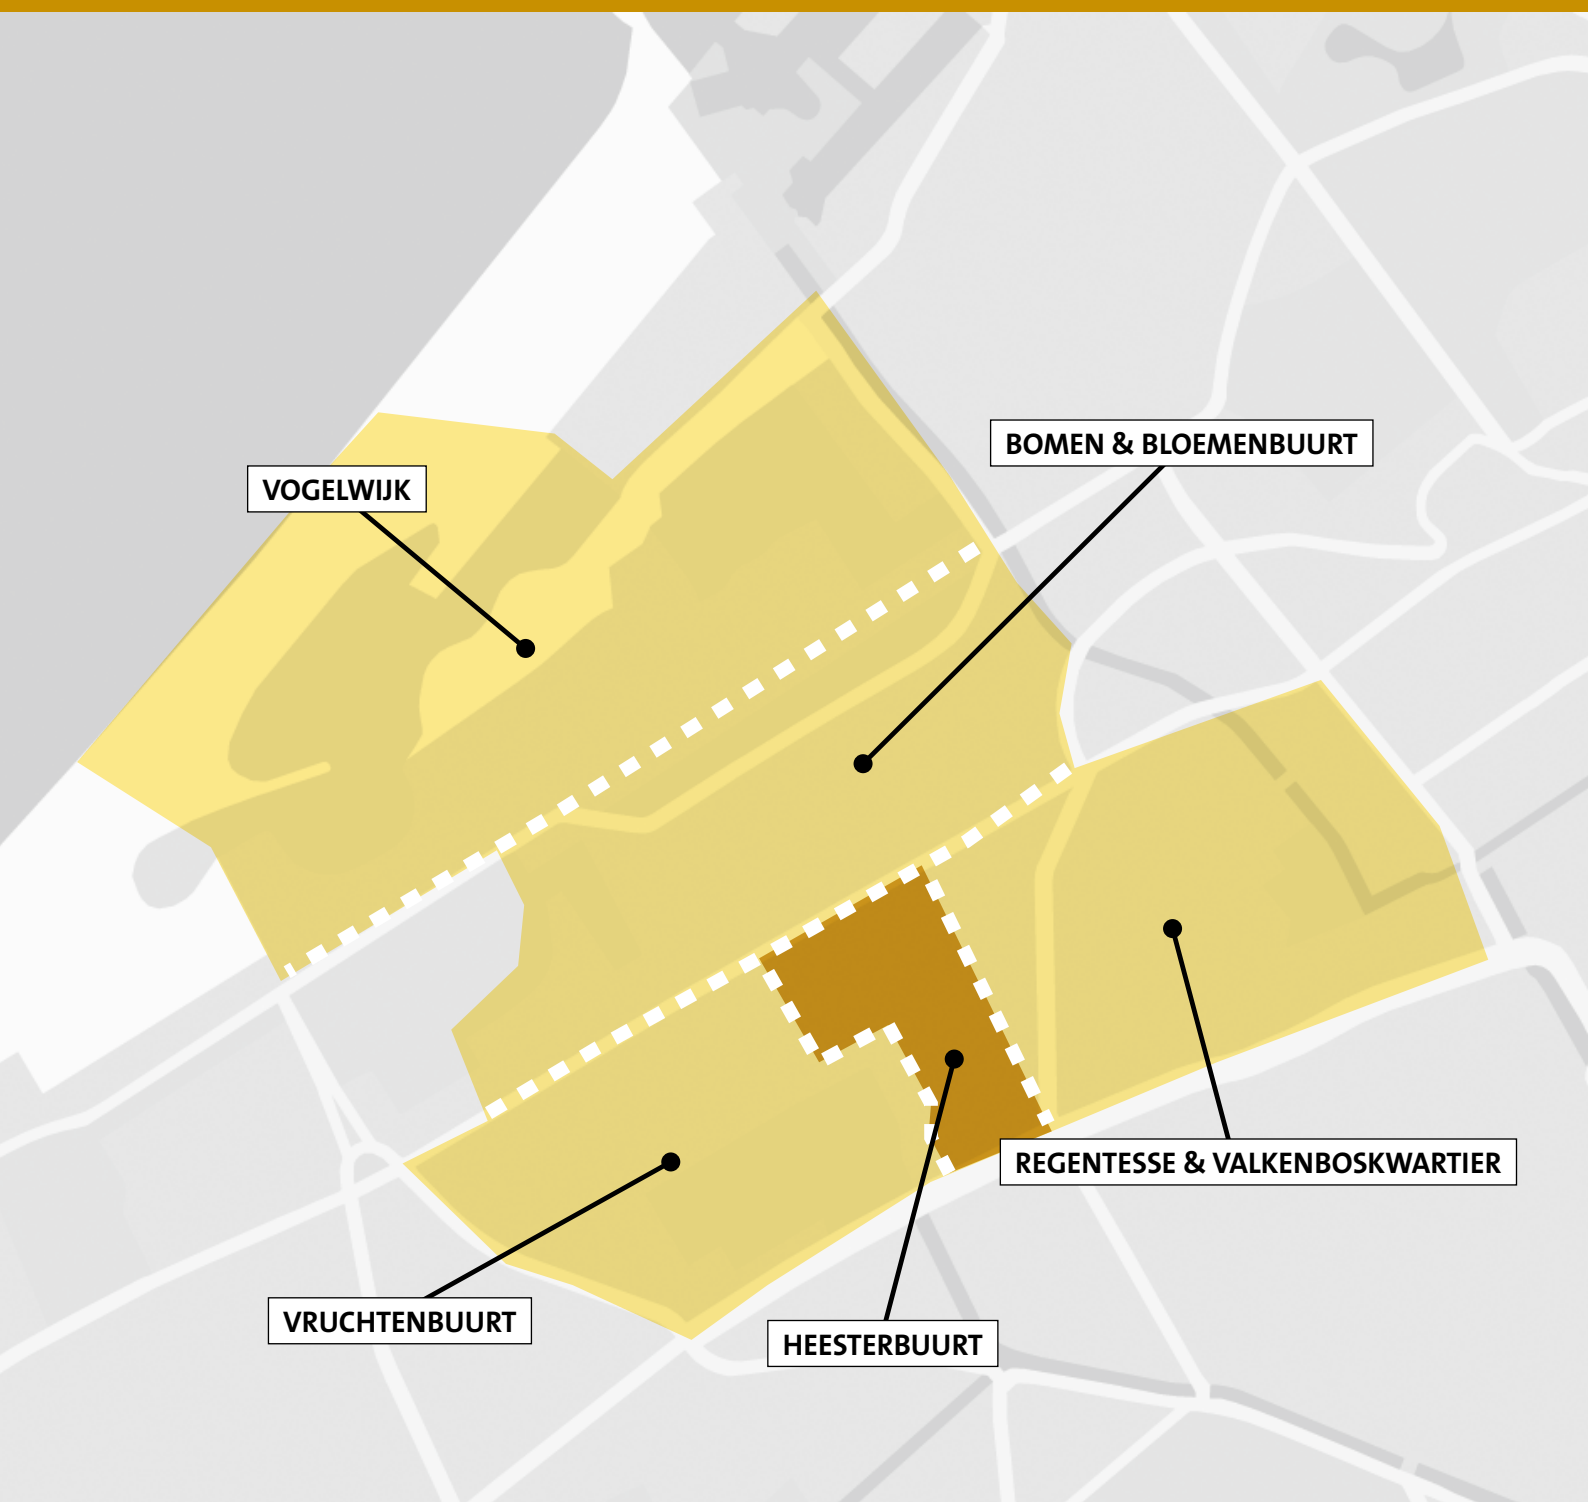 BOMEN & BLOEMENBUURT
VOGELWIJK
REGENTESSE & VALKENBOSKWARTIER
VRUCHTENBUURT
HEESTERBUURT